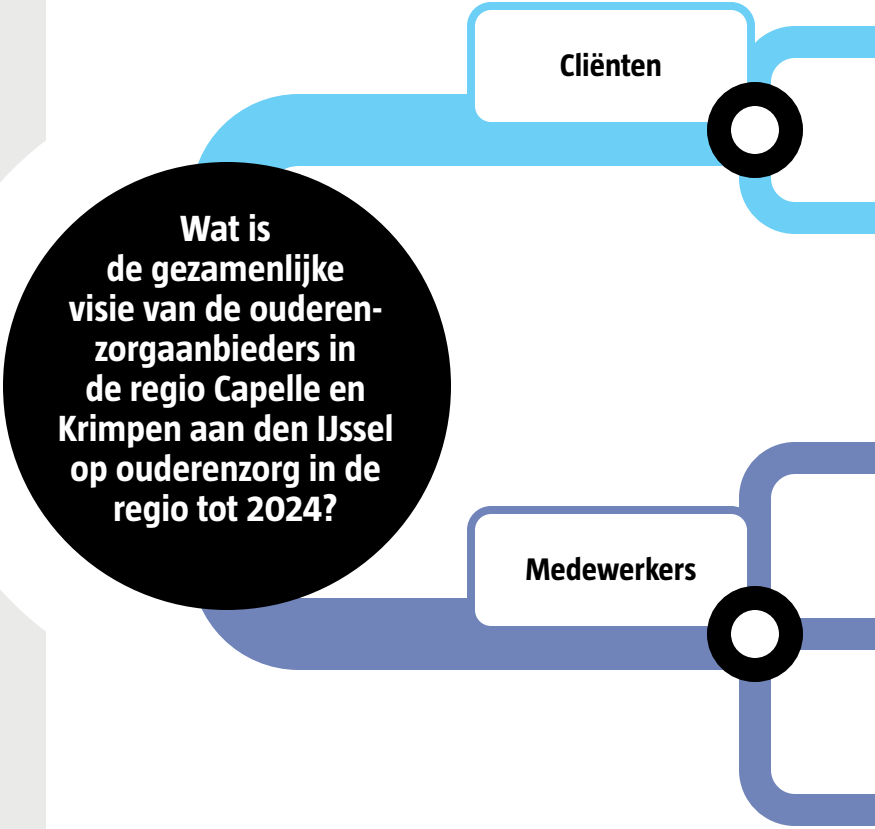 Cliënten
Wat is
de gezamenlijke
visie van de ouderen-
zorgaanbieders in
de regio Capelle en
Krimpen aan den IJssel
op ouderenzorg in de
regio tot 2024?
Medewerkers